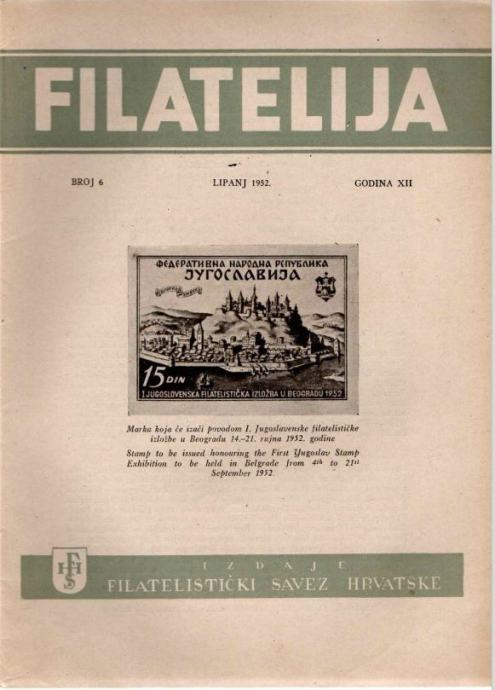 FILATELIJA
BROJ 6 LIPANJ 1952. GODINA XII
ФЕДЕРАТИВНА НАРОДНА РЕПУБЛИКА
ЈУГОСЛАВИЈА
15 DIN
I JUGOSLOVENSKA FILATELISTIČKA IZLOŽBA U BEOGRADU 1952
Marka koja će izaći povodom I. Jugoslavenske filatelističke
izložbe u Beogradu 14.–21. rujna 1952. godine
Stamp to be issued honouring the First Yugoslav Stamp
Exhibition to be held in Belgrade from 4th to 21st
September 1952.
FSH
IZDAJE
FILATELISTIČKI SAVEZ HRVATSKE